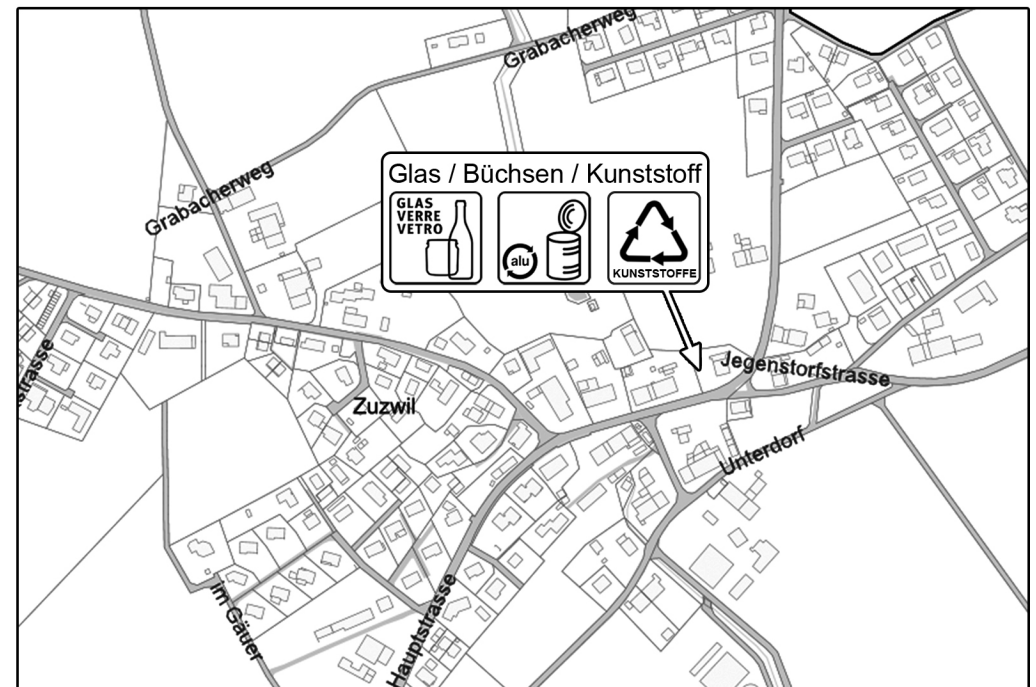 Grabacherweg
Grabacherweg
Glas / Büchsen / Kunststoff
GLAS
VERRE
VETRO
alu
KUNSTSTOFFE
strasse
Jegenstorfstrasse
Zuzwil
Unterdorf
Im Gäuer
Hauptstrasse